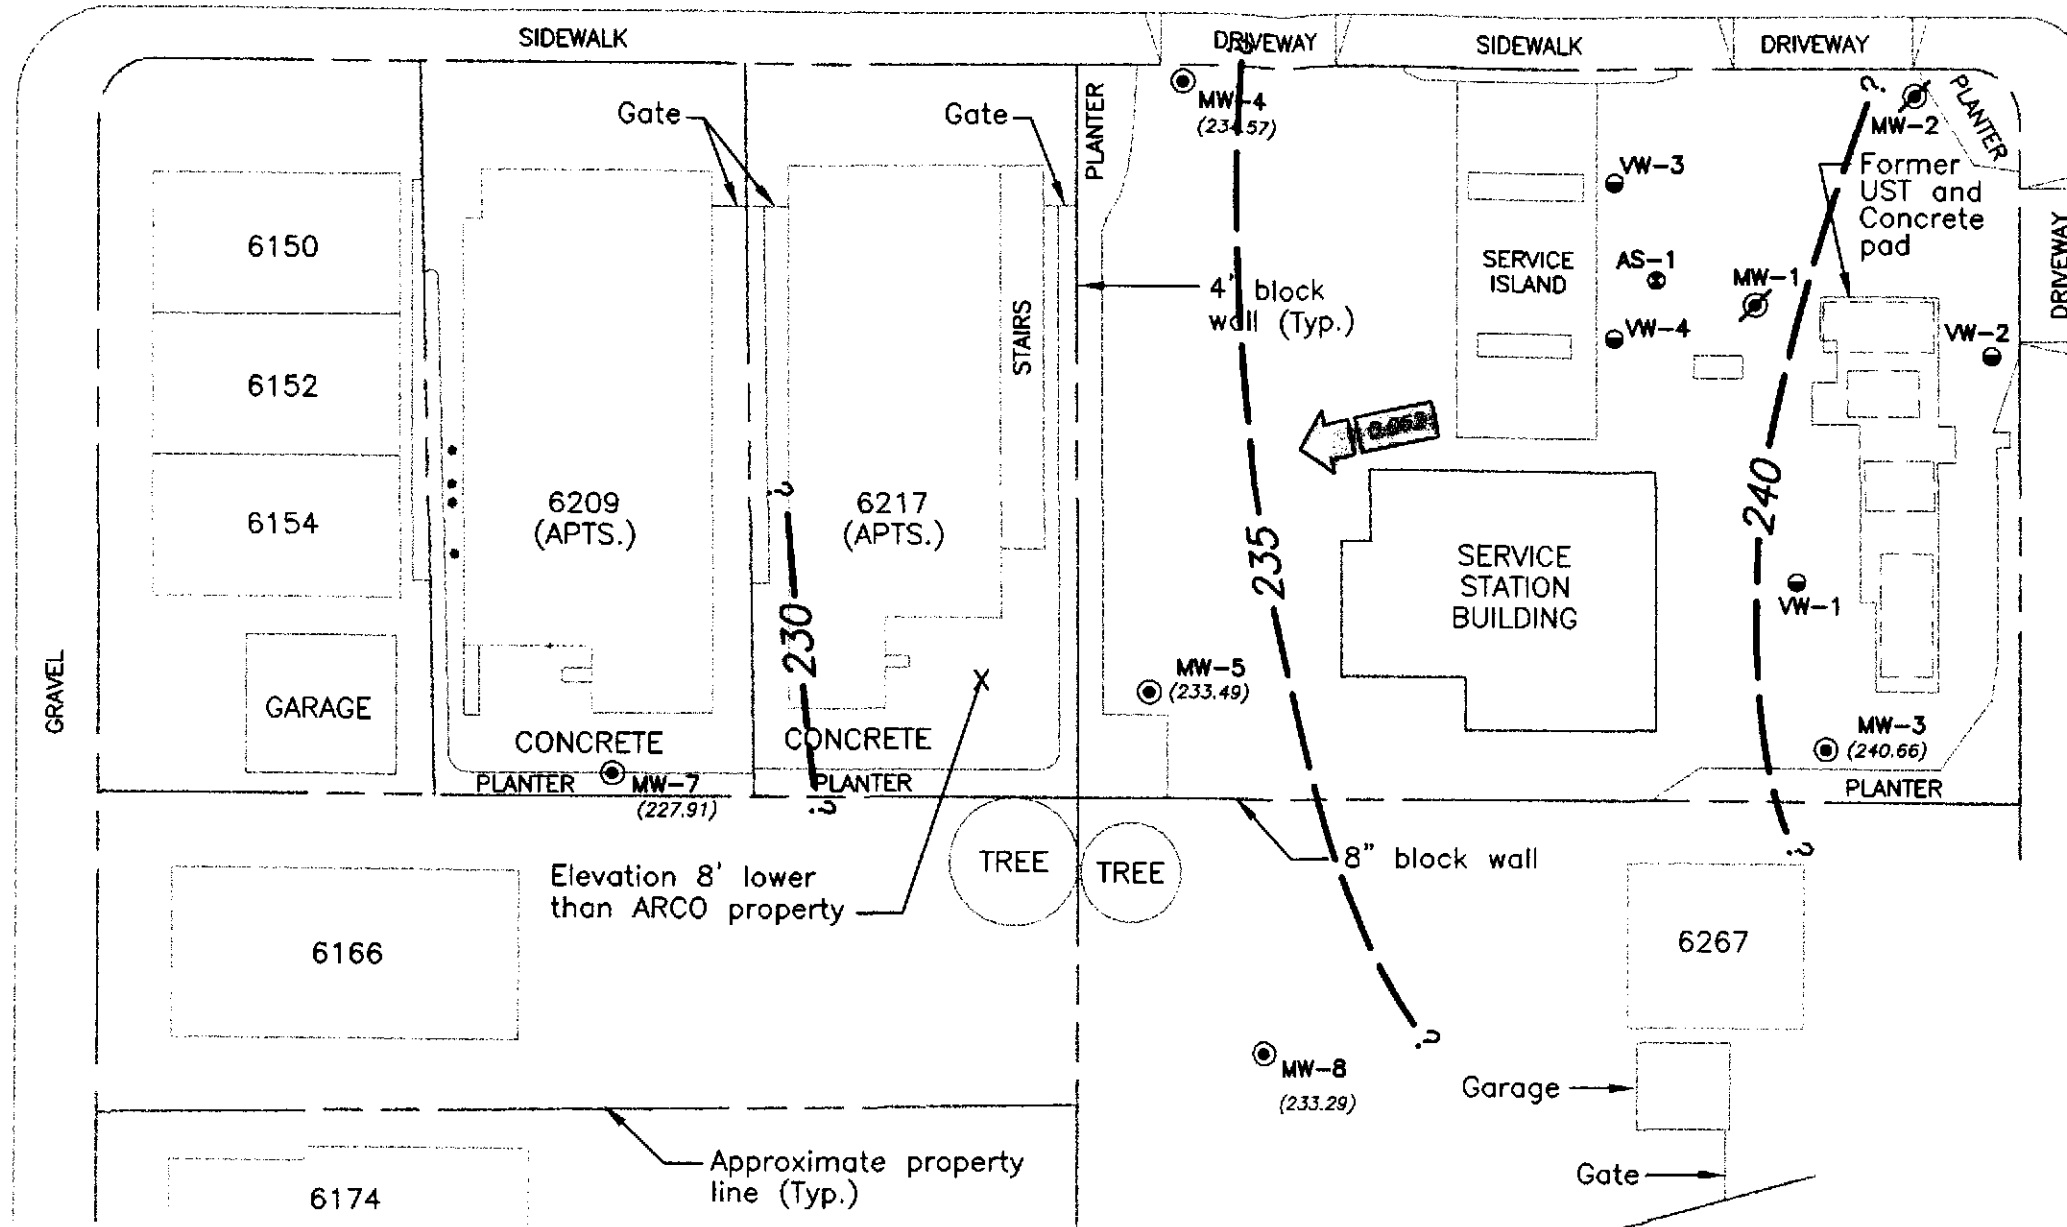 SIDEWALK
DRIVEWAY
SIDEWALK
DRIVEWAY
?
MW-4
(234.57)
?
MW-2
PLANTER
Gate
Gate
PLANTER
VW-3
Former
UST and
Concrete
pad
DRIVEWAY
6150
SERVICE
ISLAND
AS-1
MW-1
4' block
wall (Typ.)
VW-4
VW-2
STAIRS
6152
240
?
6209
(APTS.)
6217
(APTS.)
6154
235
SERVICE
STATION
BUILDING
VW-1
230
GRAVEL
GARAGE
MW-5
(233.49)
MW-3
(240.66)
CONCRETE
CONCRETE
PLANTER
MW-7
(227.91)
PLANTER
?
PLANTER
?
TREE
TREE
8" block wall
Elevation 8' lower
than ARCO property
X
6166
6267
?
MW-8
(233.29)
Garage
Approximate property
line (Typ.)
Gate
6174